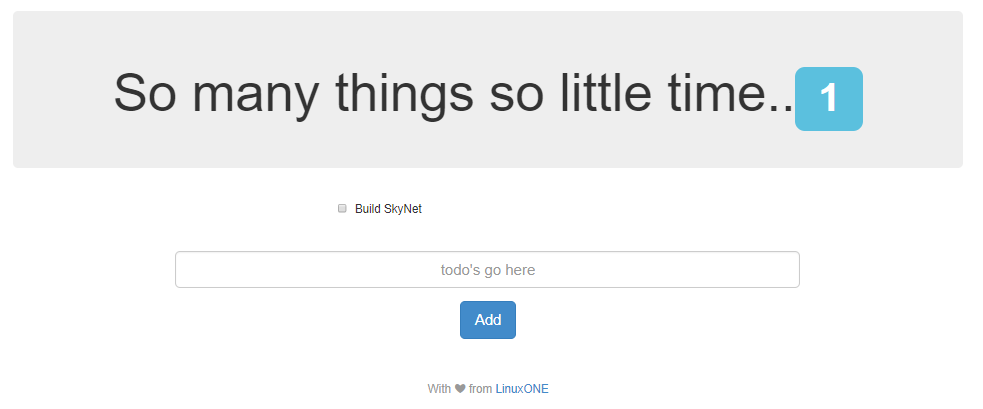 So many things so little time..1
Build SkyNet
todo's go here
Add
With ♥ from LinuxONE